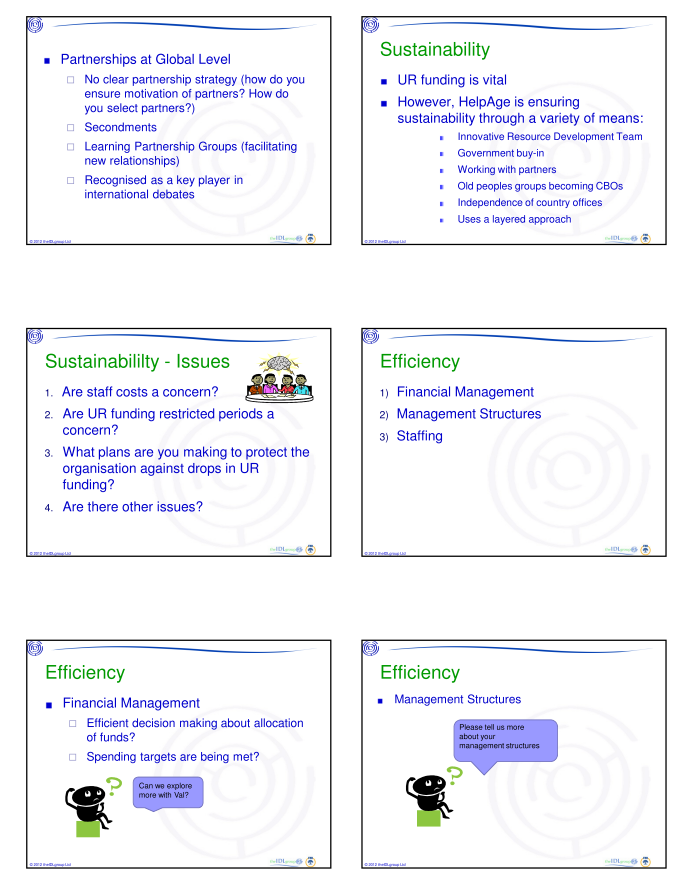 Partnerships at Global Level
No clear partnership strategy (how do you
ensure motivation of partners? How do
you select partners?)
Secondments
Learning Partnership Groups (facilitating
new relationships)
Recognised as a key player in
international debates
© 2012 theIDLgroup Ltd
theIDLgroup
Sustainability
UR funding is vital
However, HelpAge is ensuring
sustainability through a variety of means:
Innovative Resource Development Team
Government buy-in
Working with partners
Old peoples groups becoming CBOs
Independence of country offices
Uses a layered approach
© 2012 theIDLgroup Ltd
theIDLgroup
Sustainabililty - Issues
1. Are staff costs a concern?
2. Are UR funding restricted periods a
concern?
3. What plans are you making to protect the
organisation against drops in UR
funding?
4. Are there other issues?
© 2012 theIDLgroup Ltd
theIDLgroup
Efficiency
1) Financial Management
2) Management Structures
3) Staffing
© 2012 theIDLgroup Ltd
theIDLgroup
Efficiency
Financial Management
Efficient decision making about allocation
of funds?
Spending targets are being met?
?
Can we explore
more with Val?
© 2012 theIDLgroup Ltd
theIDLgroup
Efficiency
Management Structures
Please tell us more
about your
management structures
?
© 2012 theIDLgroup Ltd
theIDLgroup